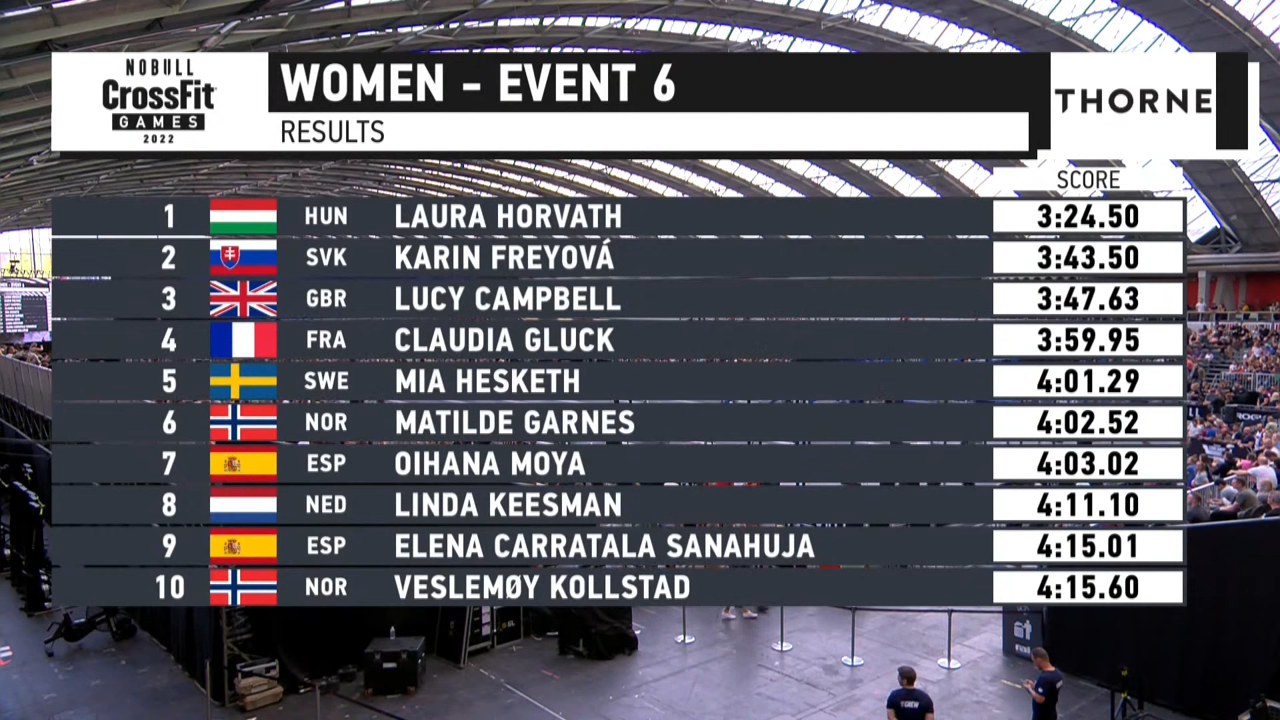 NOBULL
CrossFit
GAMES
2022
WOMEN - EVENT 6
RESULTS
THORNE
SCORE
1 HUN LAURA HORVATH 3:24.50
2 SVK KARIN FREYOVÁ 3:43.50
3 GBR LUCY CAMPBELL 3:47.63
4 FRA CLAUDIA GLUCK 3:59.95
5 SWE MIA HESKETH 4:01.29
6 NOR MATILDE GARNES 4:02.52
7 ESP OIHANA MOYA 4:03.02
8 NED LINDA KEESMAN 4:11.10
9 ESP ELENA CARRATALA SANAHUJA 4:15.01
10 NOR VESLEMØY KOLLSTAD 4:15.60